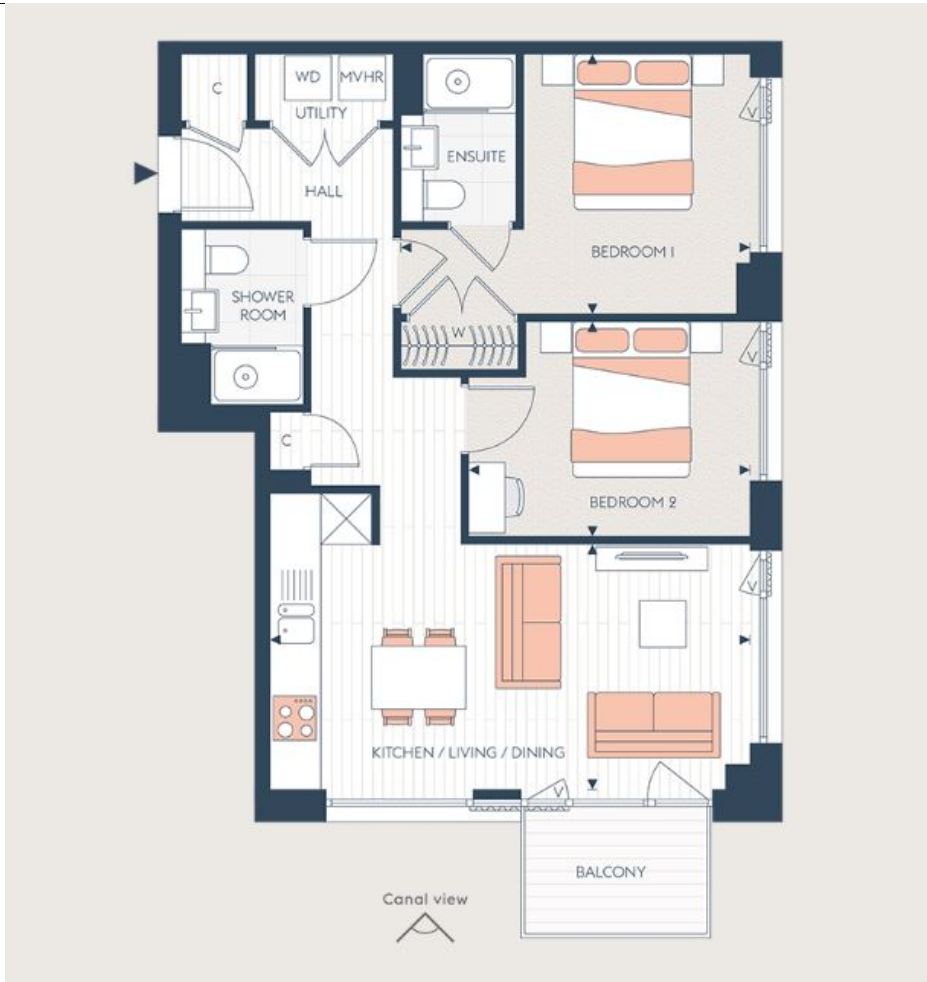 C
WD
MVHR
UTILITY
V
ENSUITE
HALL
BEDROOM 1
SHOWER
ROOM
W
V
C
BEDROOM 2
V
KITCHEN / LIVING / DINING
V
BALCONY
Canal view